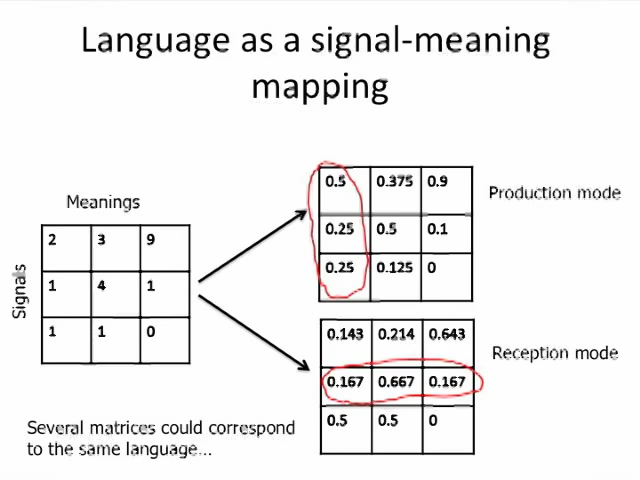 Language as a signal-meaning
mapping
Meanings
Signals
2 3 9
1 4 1
1 1 0
0.5 0.375 0.9
0.25 0.5 0.1
0.25 0.125 0
Production mode
0.143 0.214 0.643
0.167 0.667 0.167
0.5 0.5 0
Reception mode
Several matrices could correspond
to the same language...